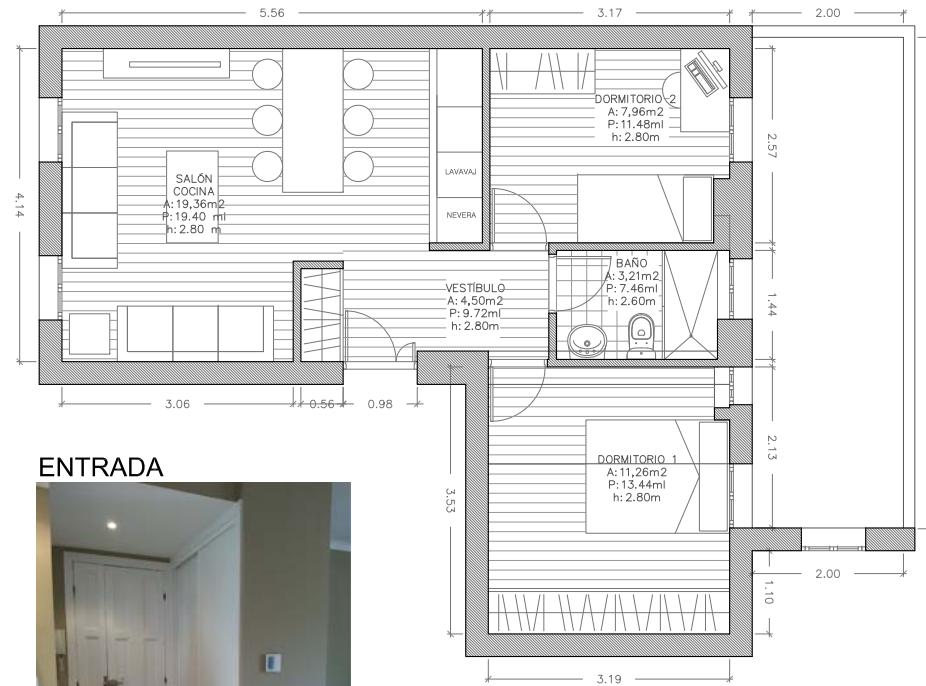 5.56
3.17
2.00
4.14
2.57
DORMITORIO 2
A: 7,96m2
P: 11.48ml
h: 2.80m
SALÓN
COCINA
A: 19,36m2
P: 19.40 ml
h: 2.80 m
LAVAVAJ
NEVERA
VESTÍBULO
A: 4,50m2
P: 9.72ml
h: 2.80m
BAÑO
A: 3,21m2
P: 7.46ml
h: 2.60m
1.44
3.06
0.56
0.98
2.13
3.53
DORMITORIO 1
A: 11,26m2
P: 13.44ml
h: 2.80m
2.00
1.10
3.19
ENTRADA